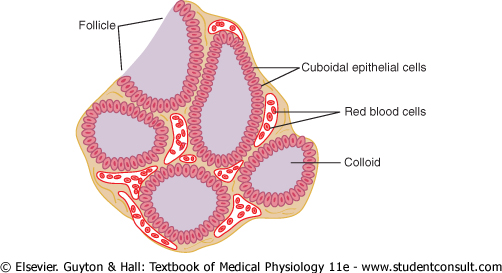 Follicle
Cuboidal epithelial cells
Red blood cells
Colloid
© Elsevier. Guyton & Hall: Textbook of Medical Physiology 11e - www.studentconsult.com